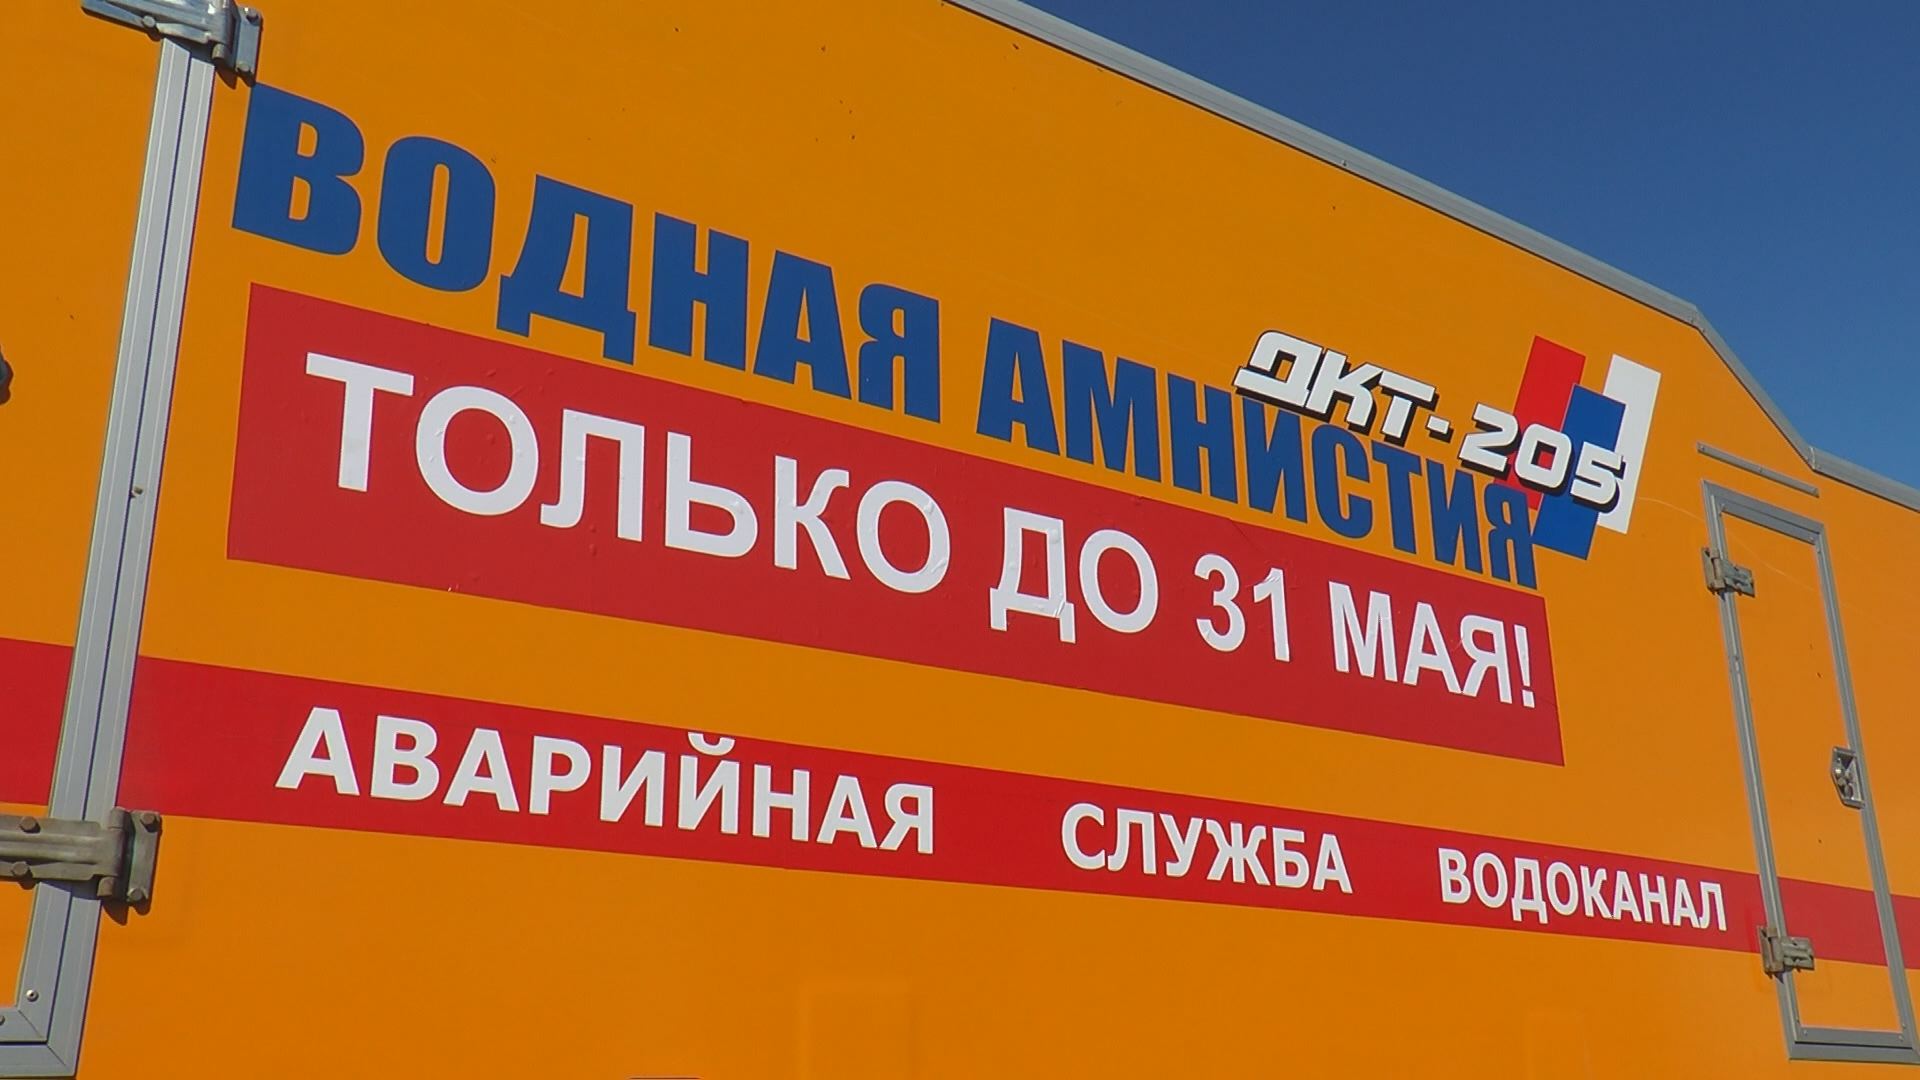 ВОДНАЯ АМНИСТИЯ
ДКТ-205
ТОЛЬКО ДО 31 МАЯ!
АВАРИЙНАЯ СЛУЖБА ВОДОКАНАЛ